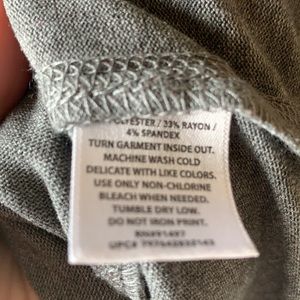 POLYESTER / 33% RAYON /
4% SPANDEX
TURN GARMENT INSIDE OUT.
MACHINE WASH COLD
DELICATE WITH LIKE COLORS.
USE ONLY NON-CHLORINE
BLEACH WHEN NEEDED.
TUMBLE DRY LOW.
DO NOT IRON PRINT.